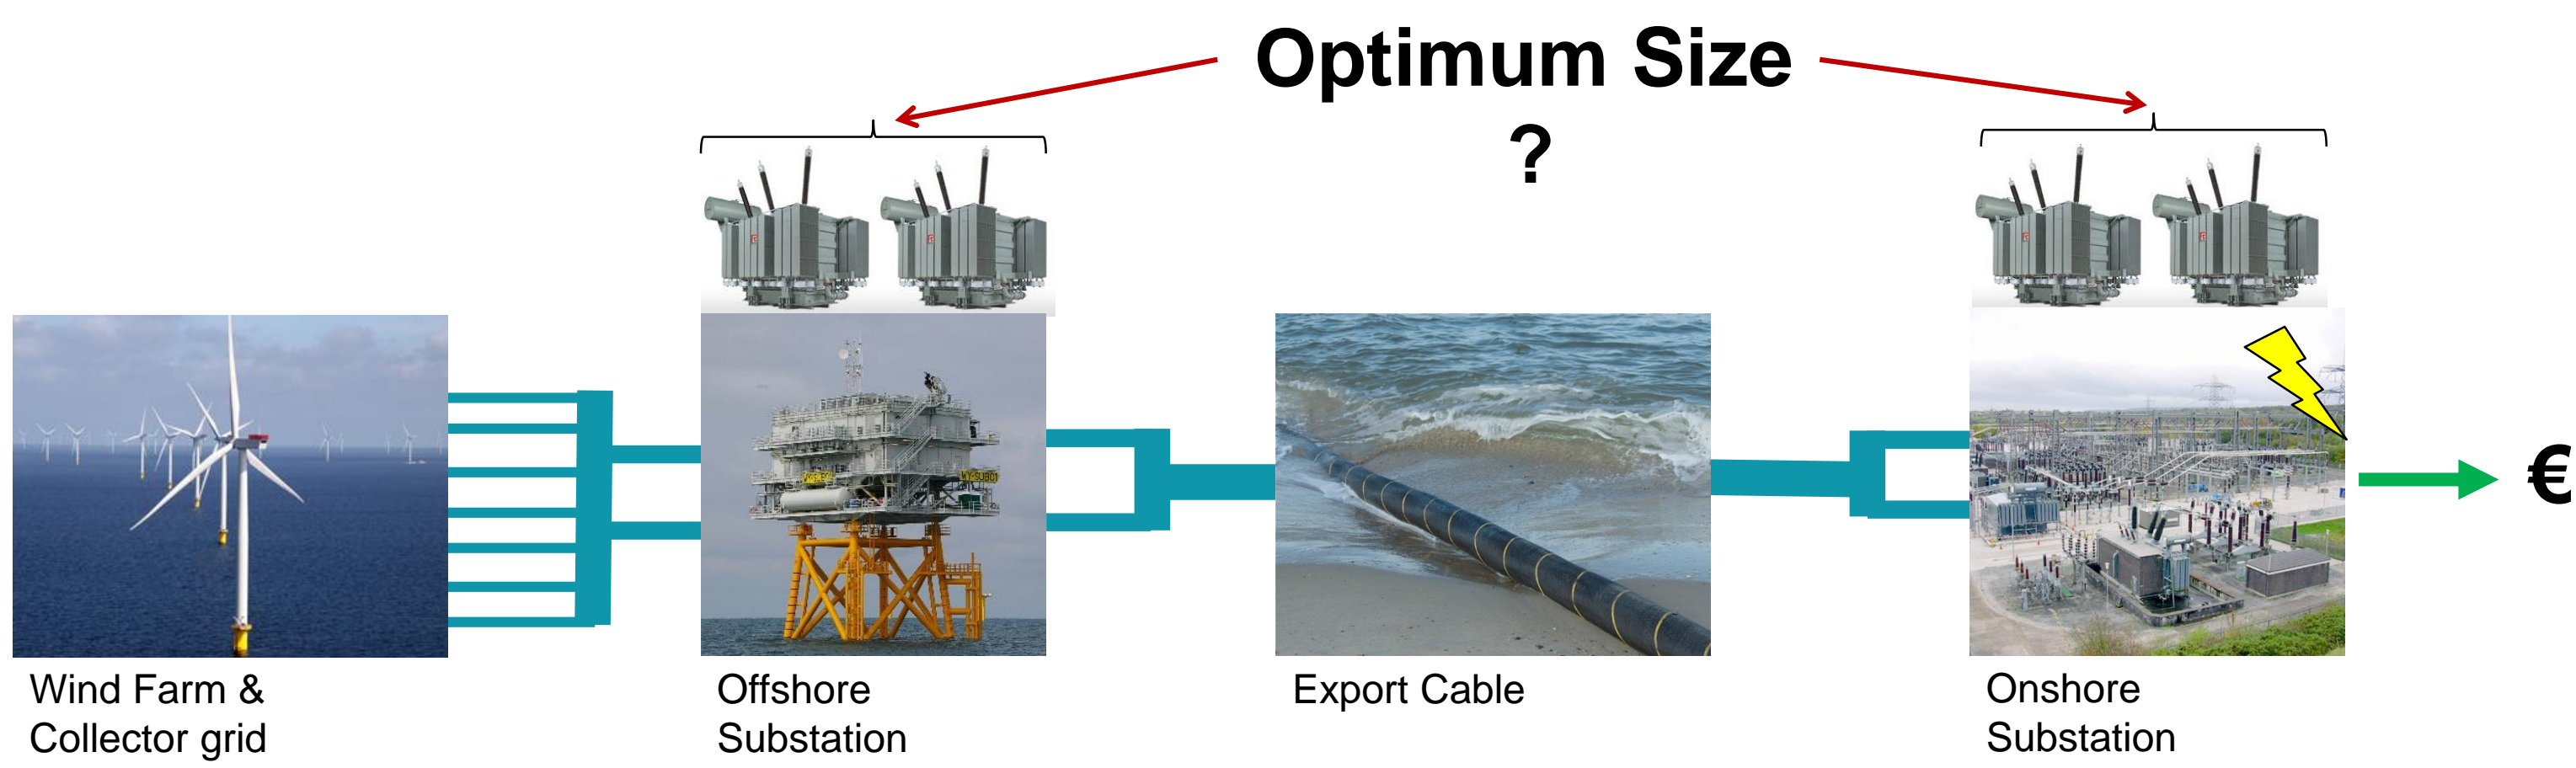 Optimum Size
?
€
Wind Farm &
Collector grid
Offshore
Substation
Export Cable
Onshore
Substation